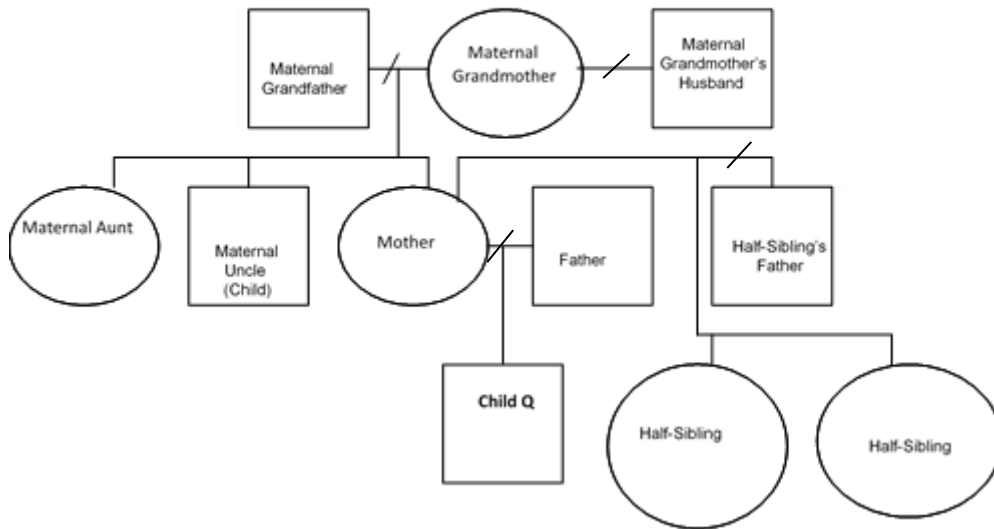 Maternal
Grandfather
Maternal
Grandmother
Maternal
Grandmother's
Husband
Maternal Aunt
Maternal
Uncle
(Child)
Mother
Father
Half-Sibling's
Father
Child Q
Half-Sibling
Half-Sibling